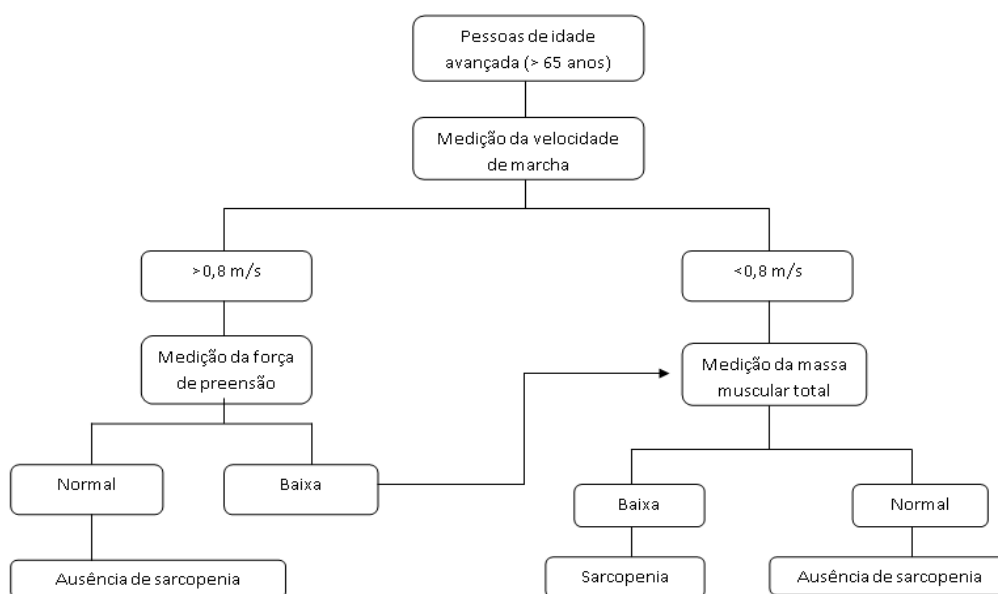 Pessoas de idade
avançada (> 65 anos)
Medição da velocidade
de marcha
>0,8 m/s
<0,8 m/s
Medição da força
de preensão
Medição da massa
muscular total
Normal
Baixa
Baixa
Normal
Ausência de sarcopenia
Sarcopenia
Ausência de sarcopenia